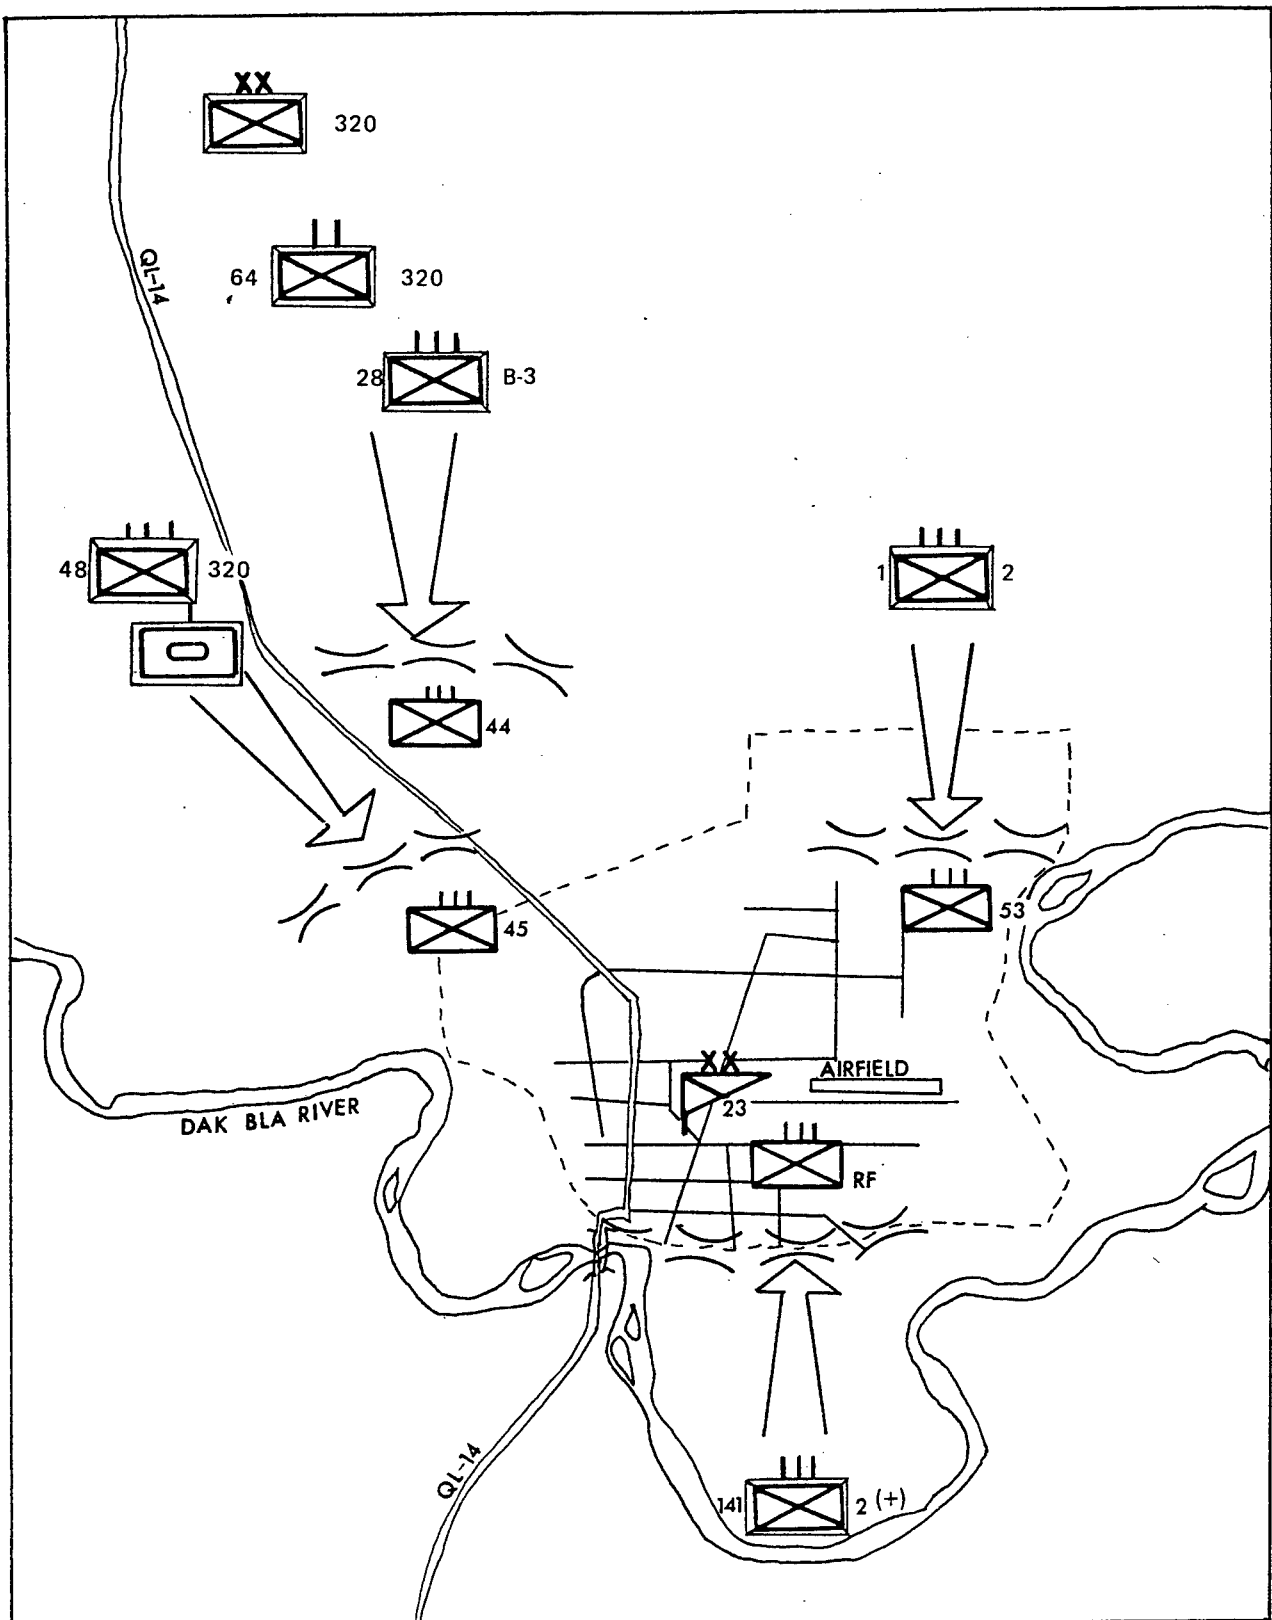 XX
320
QL-14
64 320
28 B-3
48 320
1 2
44
53
45
XX
23
AIRFIELD
DAK BLA RIVER
RF
QL-14
141 2 (+)